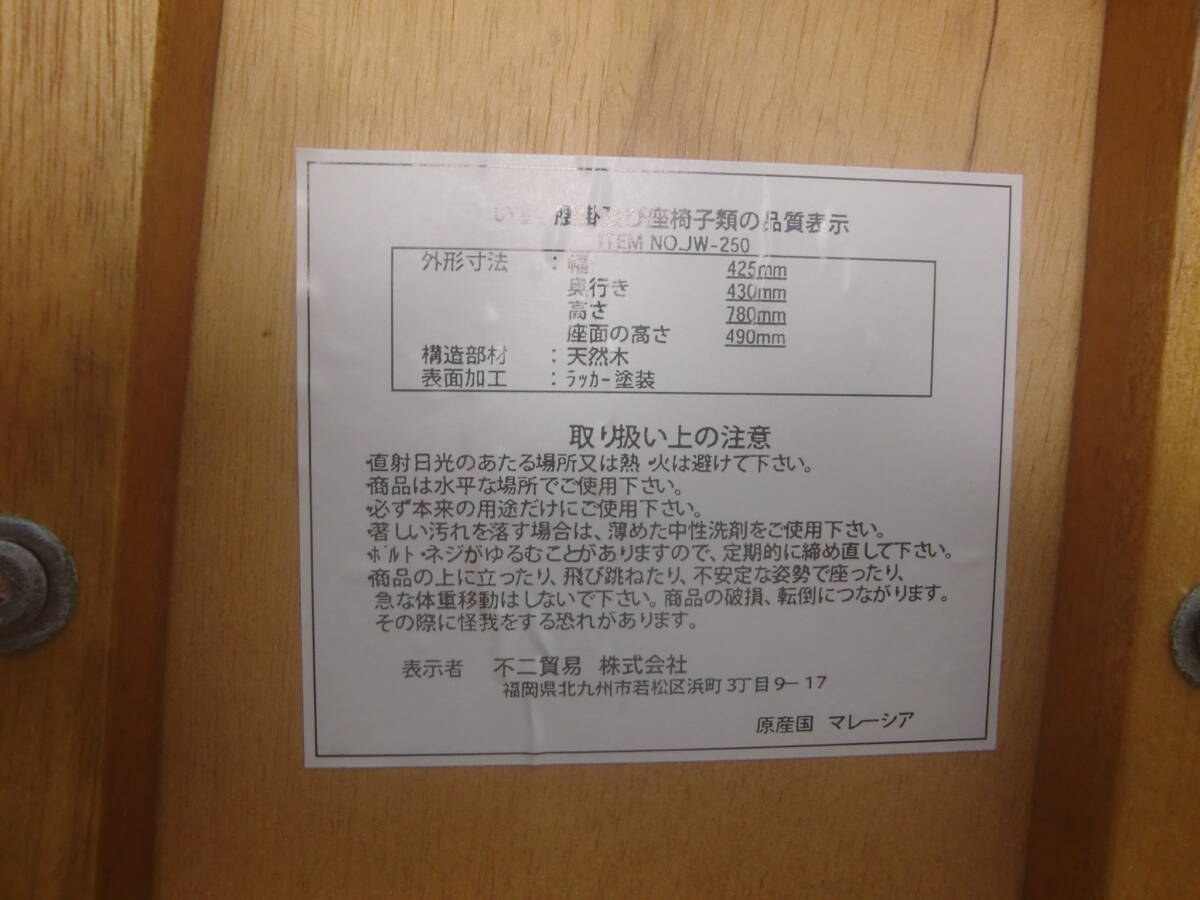 い 腰掛及び座椅子類の品質表示
ITEM NO.JW-250
外形寸法 : 幅 425mm
奥行き 430mm
高さ 780mm
座面の高さ 490mm
構造部材 : 天然木
表面加工 : ﾗｯｶｰ塗装
取り扱い上の注意
・直射日光のあたる場所又は熱・火は避けて下さい。
・商品は水平な場所でご使用下さい。
・必ず本来の用途だけにご使用下さい。
・著しい汚れを落す場合は、薄めた中性洗剤をご使用下さい。
・ﾎﾞﾙﾄ・ネジがゆるむことがありますので、定期的に締め直して下さい。
・商品の上に立ったり、飛び跳ねたり、不安定な姿勢で座ったり、
急な体重移動はしないで下さい。商品の破損、転倒につながります。
その際に怪我をする恐れがあります。
表示者 不二貿易 株式会社
福岡県北九州市若松区浜町3丁目9-17
原産国 マレーシア